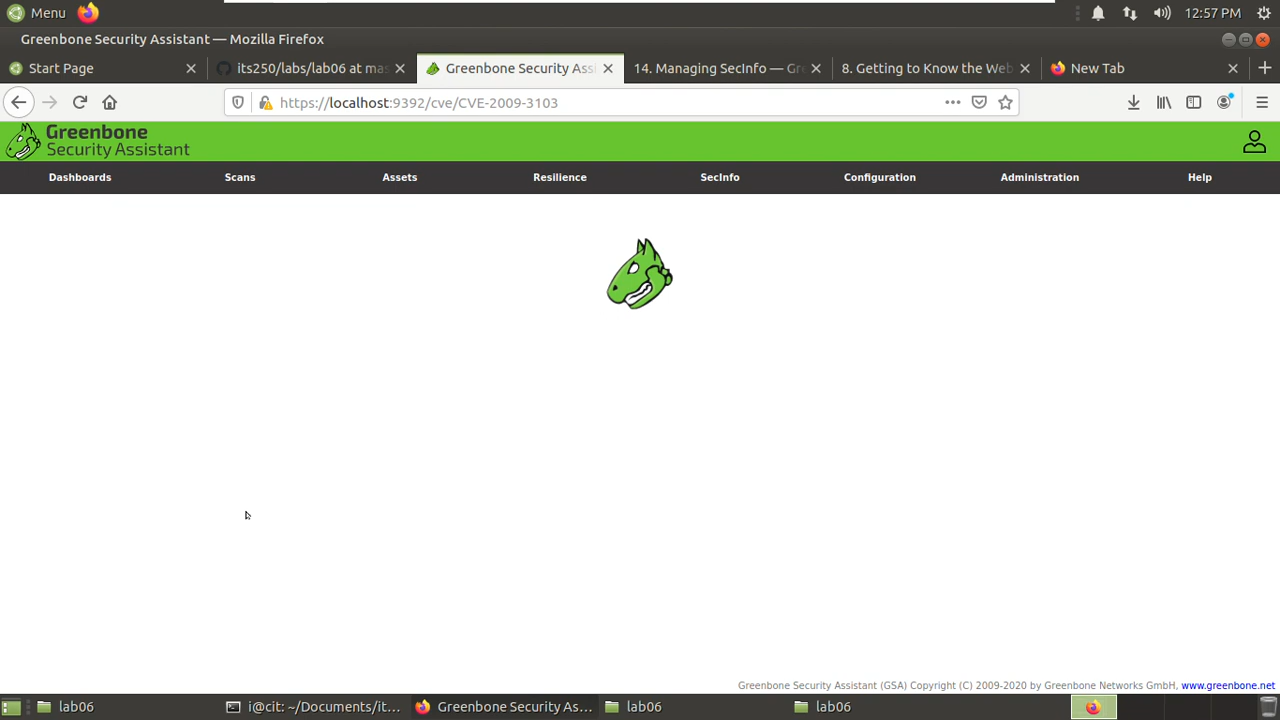 Menu
12:57 PM
Greenbone Security Assistant — Mozilla Firefox
Start Page
its250/labs/lab06 at mas
Greenbone Security Assi
14. Managing SecInfo — Gre
8. Getting to Know the Web
New Tab
https://localhost:9392/cve/CVE-2009-3103
Greenbone
Security Assistant
Dashboards Scans Assets Resilience SecInfo Configuration Administration Help
Greenbone Security Assistant (GSA) Copyright (C) 2009-2020 by Greenbone Networks GmbH, www.greenbone.net
lab06
i@cit: ~/Documents/it...
Greenbone Security As...
lab06
lab06